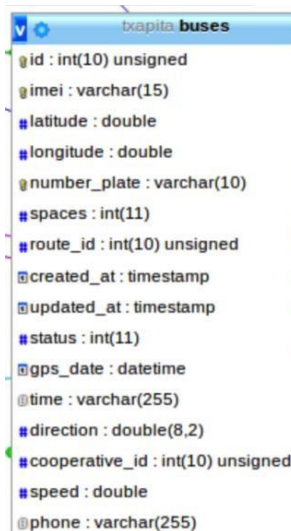 v txapita buses
id : int(10) unsigned
imei : varchar(15)
# latitude : double
# longitude : double
number_plate : varchar(10)
# spaces : int(11)
# route_id : int(10) unsigned
created_at : timestamp
updated_at : timestamp
# status : int(11)
gps_date : datetime
time : varchar(255)
# direction : double(8,2)
# cooperative_id : int(10) unsigned
# speed : double
phone : varchar(255)